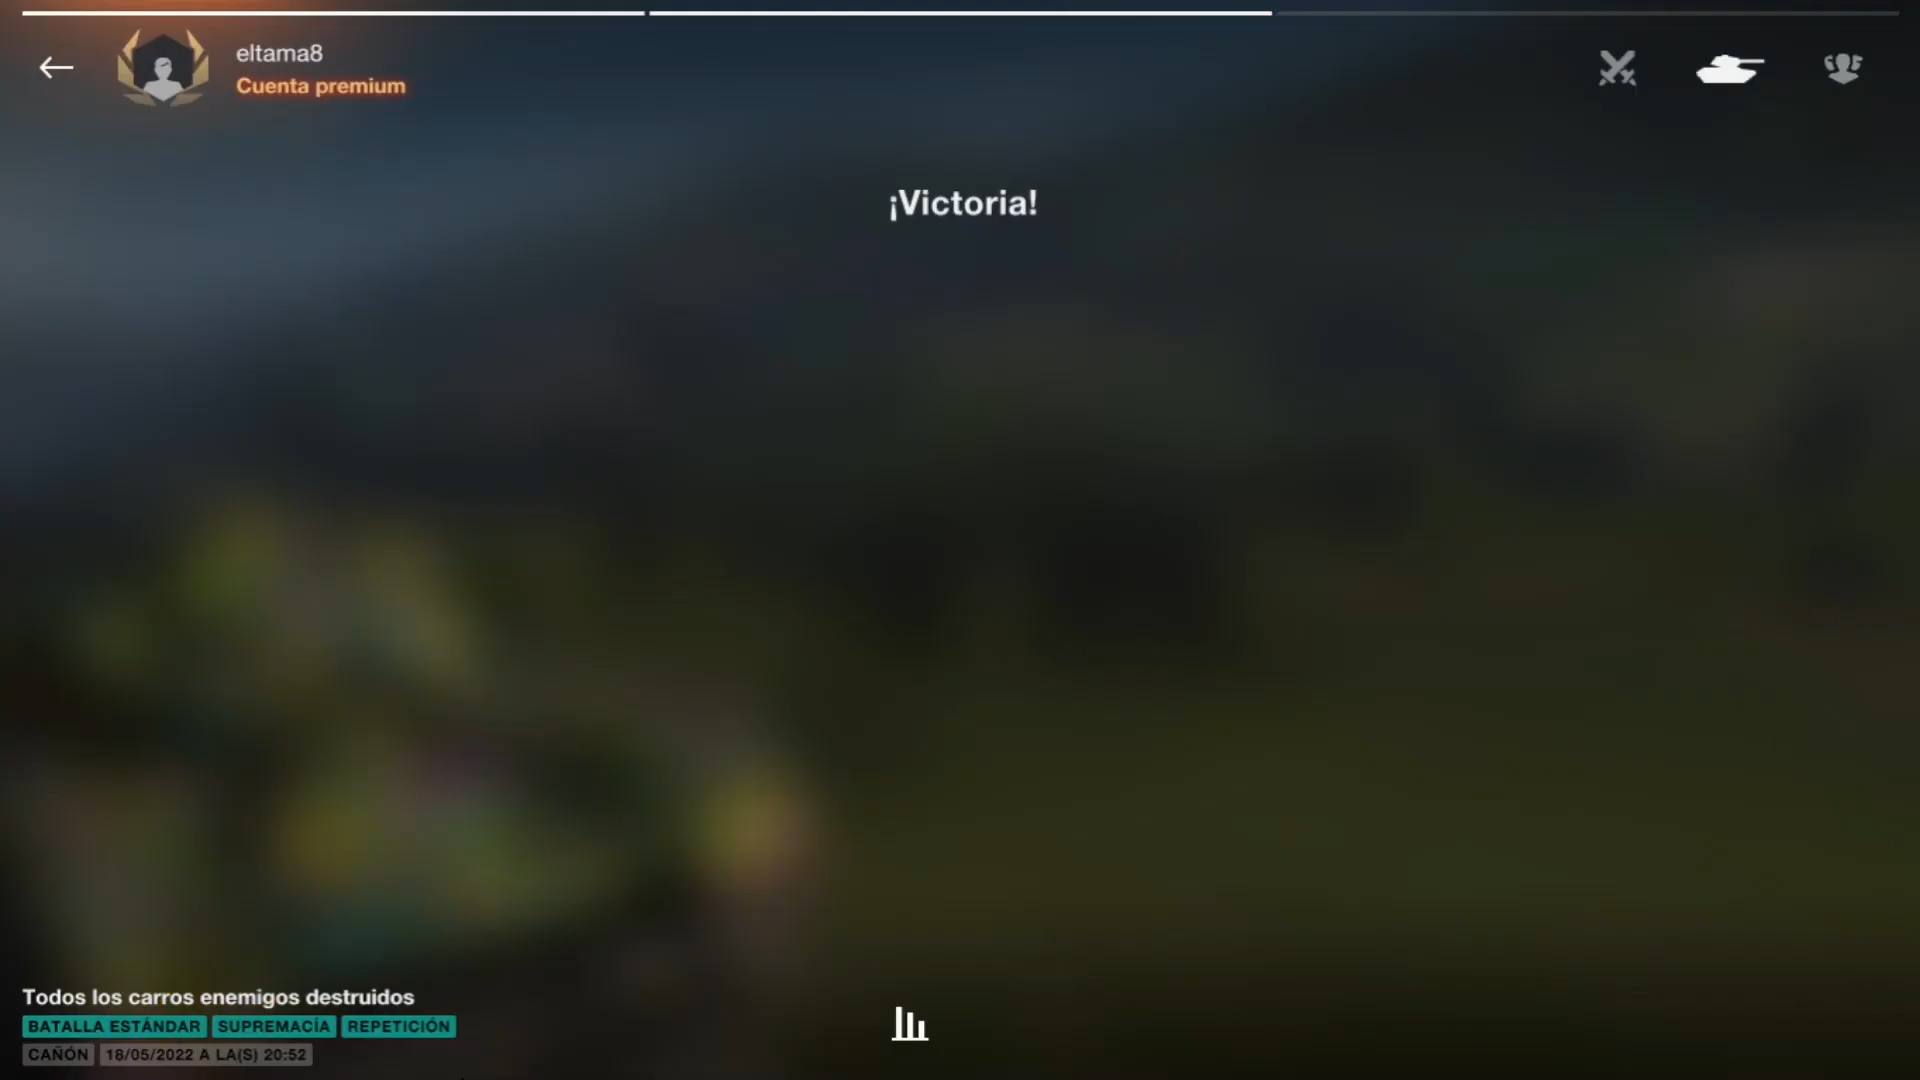 eltama8
Cuenta premium
¡Victoria!
Todos los carros enemigos destruidos
BATALLA ESTÁNDAR SUPREMACÍA REPETICIÓN
CAÑÓN 18/05/2022 A LA(S) 20:52